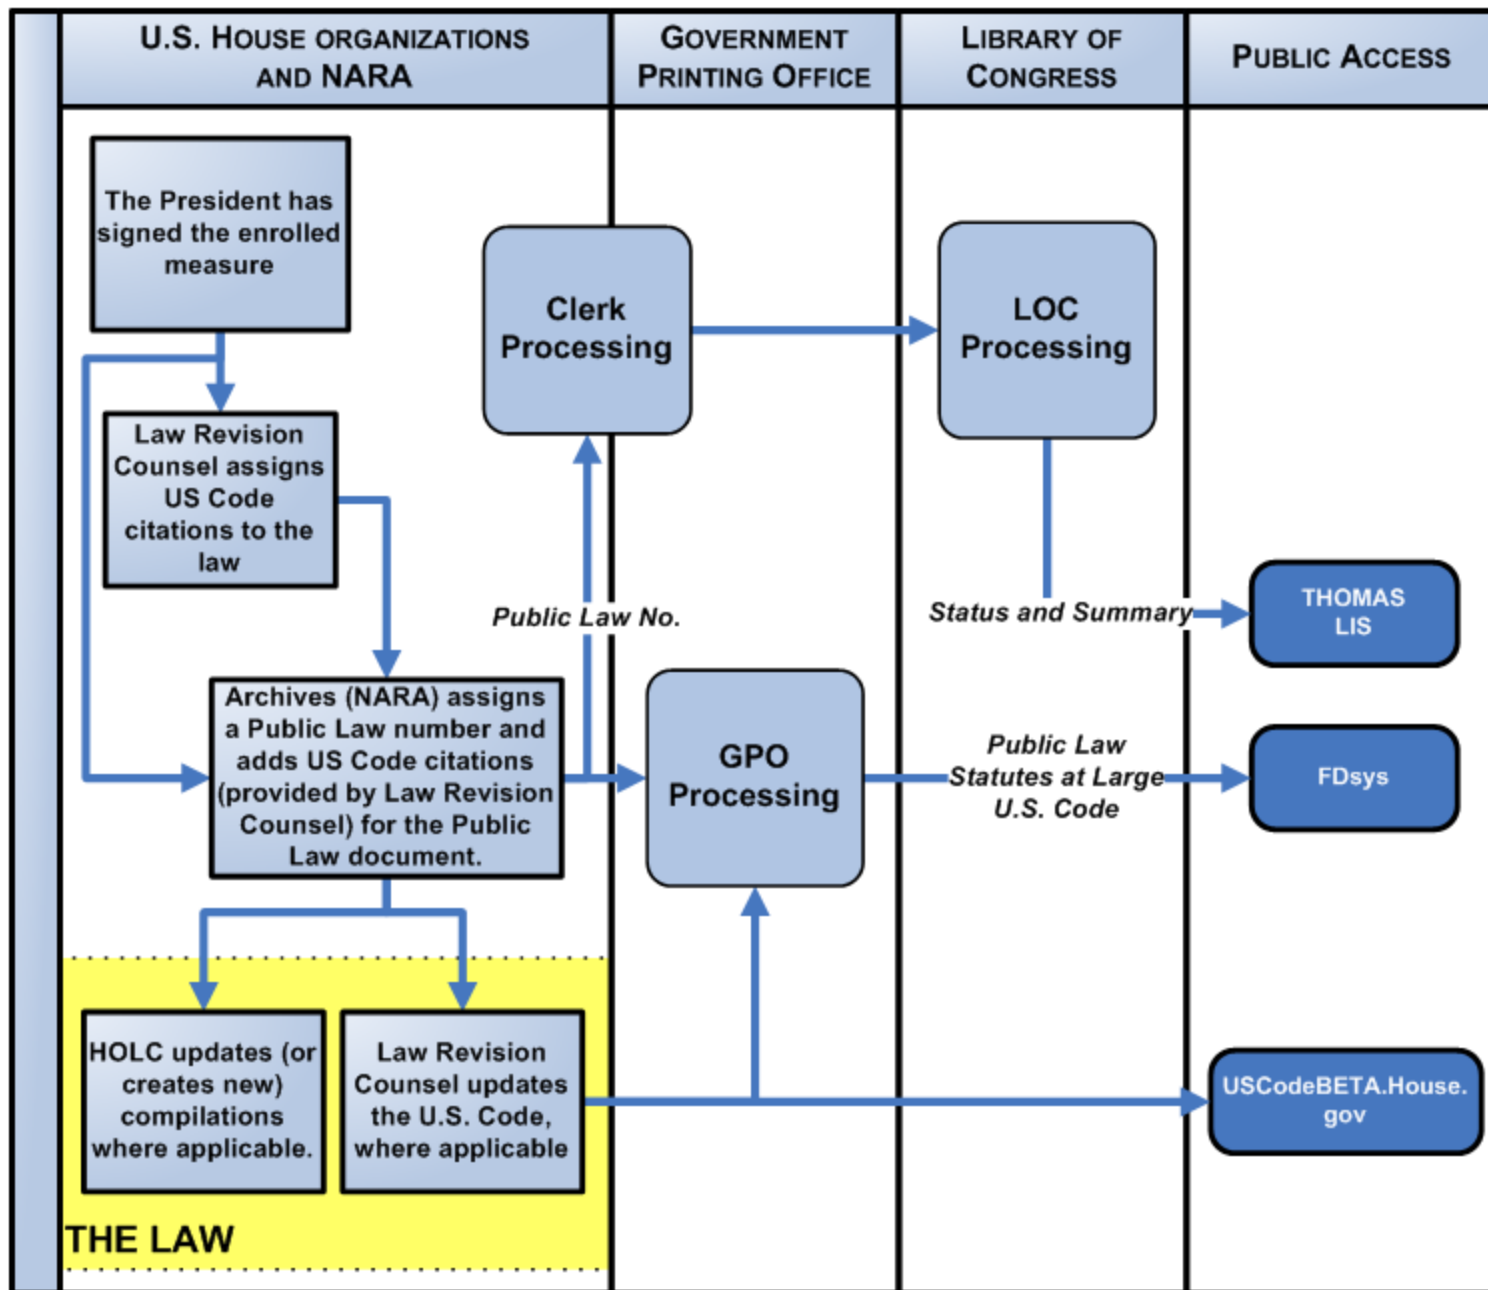 U.S. HOUSE ORGANIZATIONS
AND NARA
GOVERNMENT
PRINTING OFFICE
LIBRARY OF
CONGRESS
PUBLIC ACCESS
The President has
signed the enrolled
measure
Clerk
Processing
LOC
Processing
Law Revision
Counsel assigns
US Code
citations to the
law
Public Law No.
Status and Summary
THOMAS
LIS
Archives (NARA) assigns
a Public Law number and
adds US Code citations
(provided by Law Revision
Counsel) for the Public
Law document.
GPO
Processing
Public Law
Statutes at Large
U.S. Code
FDsys
HOLC updates (or
creates new)
compilations
where applicable.
Law Revision
Counsel updates
the U.S. Code,
where applicable
USCodeBETA.House.
gov
THE LAW